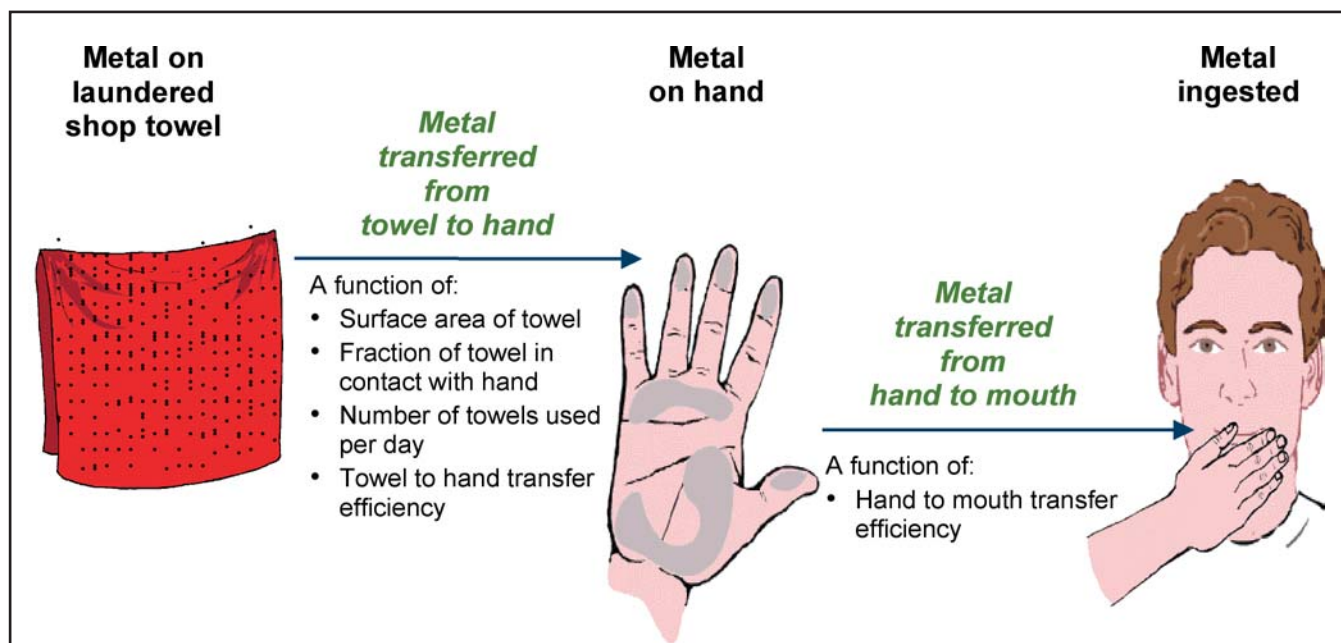 Metal on
laundered
shop towel
Metal
transferred
from
towel to hand
A function of:
• Surface area of towel
• Fraction of towel in
contact with hand
• Number of towels used
per day
• Towel to hand transfer
efficiency
Metal
on hand
Metal
transferred
from
hand to mouth
A function of:
• Hand to mouth transfer
efficiency
Metal
ingested